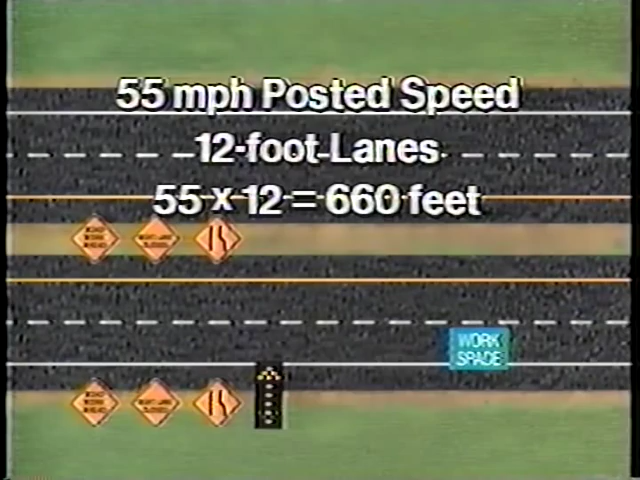 55 mph Posted Speed
12-foot Lanes
55 x 12 = 660 feet
WORK
SPACE